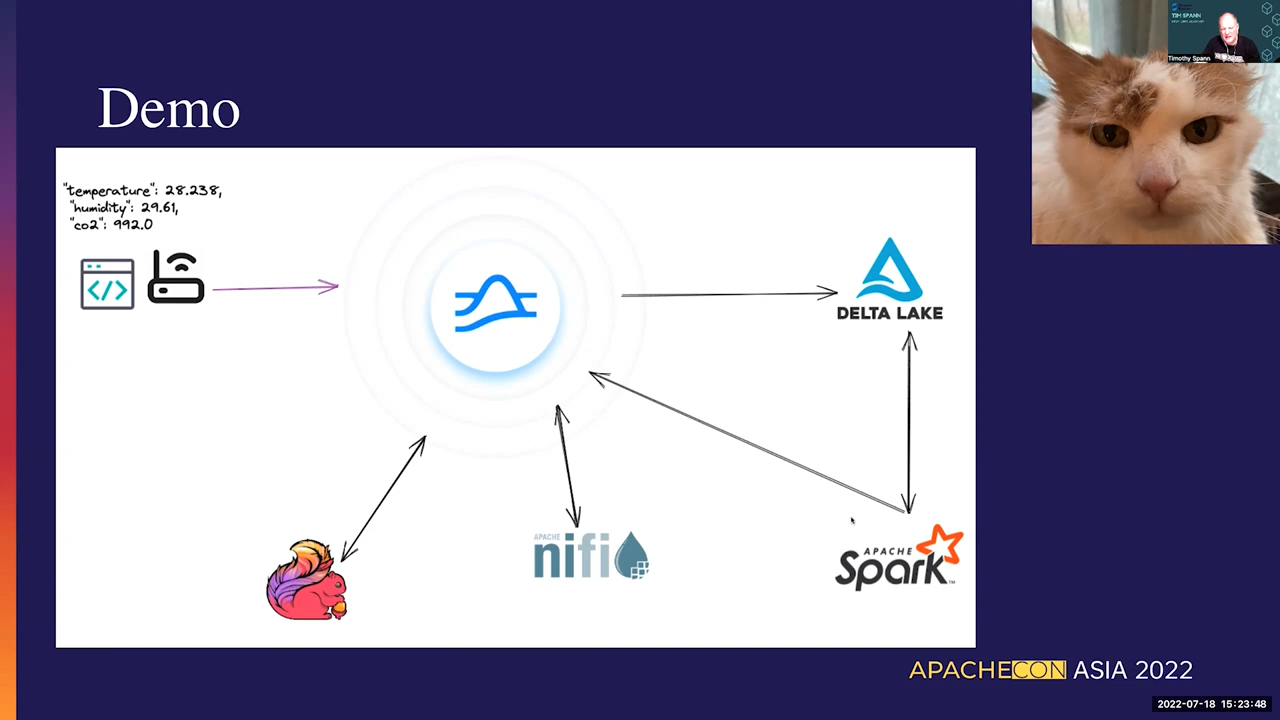 TIM SPANN
Timothy Spann
Demo
"temperature": 28.238,
"humidity": 29.61,
"co2": 992.0
</>
DELTA LAKE
APACHE
nifi
APACHE
Spark™
APACHECON ASIA 2022
2022-07-18 15:23:48